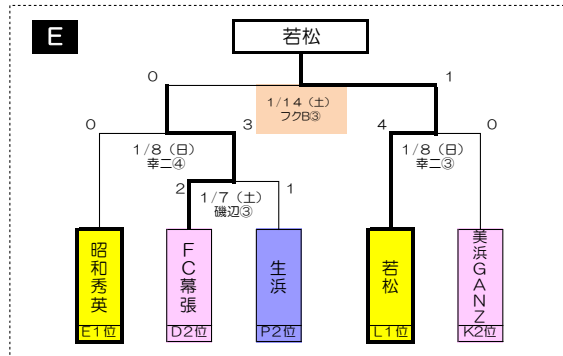 E
若松
0
1
1/14（土）
フクB③
0
3
4
0
1/8（日）
幸二④
1/8（日）
幸二③
2
1
1/7（土）
磯辺③
昭和秀英
FC幕張
生浜
若松
美浜GANZ
E1位
D2位
P2位
L1位
K2位